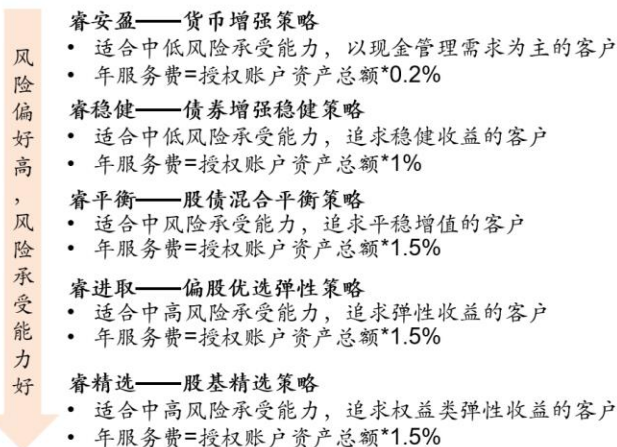 风险偏好高，风险承受能力好
睿安盈——货币增强策略
• 适合中低风险承受能力，以现金管理需求为主的客户
• 年服务费=授权账户资产总额*0.2%
睿稳健——债券增强稳健策略
• 适合中低风险承受能力，追求稳健收益的客户
• 年服务费=授权账户资产总额*1%
睿平衡——股债混合平衡策略
• 适合中风险承受能力，追求平稳增值的客户
• 年服务费=授权账户资产总额*1.5%
睿进取——偏股优选弹性策略
• 适合中高风险承受能力，追求弹性收益的客户
• 年服务费=授权账户资产总额*1.5%
睿精选——股基精选策略
• 适合中高风险承受能力，追求权益类弹性收益的客户
• 年服务费=授权账户资产总额*1.5%